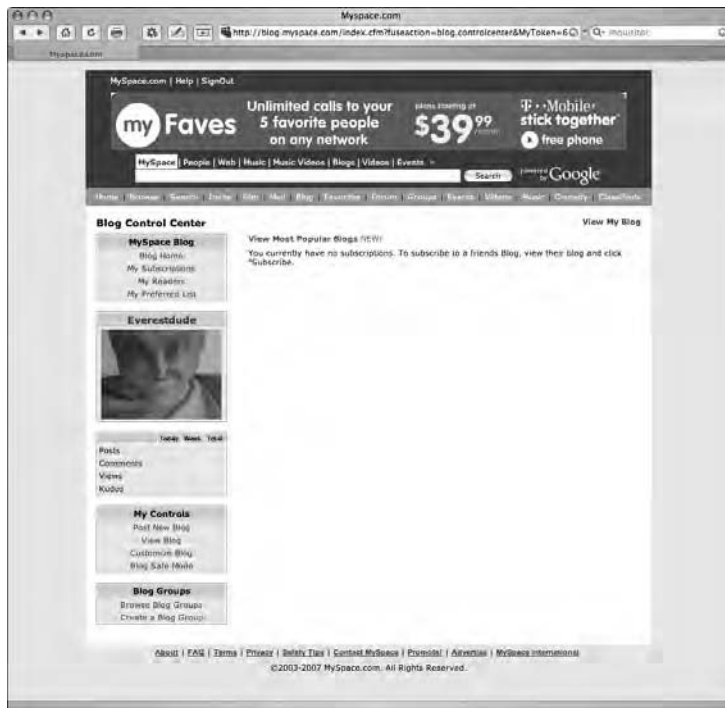 Myspace.com
http://blog.myspace.com/index.cfm?fuseaction=blog.controlcenter&MyToken=6
Myspace.com
MySpace.com | Help | SignOut
my Faves
Unlimited calls to your
5 favorite people
on any network
plans starting at
$39.99
T-Mobile
stick together
free phone
MySpace | People | Web | Music | Music Videos | Blogs | Videos | Events
Search
powered by Google
Home | Browse | Search | Invite | Film | Mail | Blog | Favorites | Forum | Groups | Events | Videos | Music | Comedy | Classifieds
Blog Control Center
View My Blog
MySpace Blog
Blog Home
My Subscriptions
My Readers
My Preferred List
View Most Popular Blogs NEW!
You currently have no subscriptions. To subscribe to a friends Blog, view their blog and click
"Subscribe.
Everestdude
Today Week Total
Posts
Comments
Views
Kudos
My Controls
Post New Blog
View Blog
Customize Blog
Blog Safe Mode
Blog Groups
Browse Blog Groups
Create a Blog Group
About | FAQ | Terms | Privacy | Safety Tips | Contact MySpace | Promote! | Advertise | MySpace International
©2003-2007 MySpace.com. All Rights Reserved.